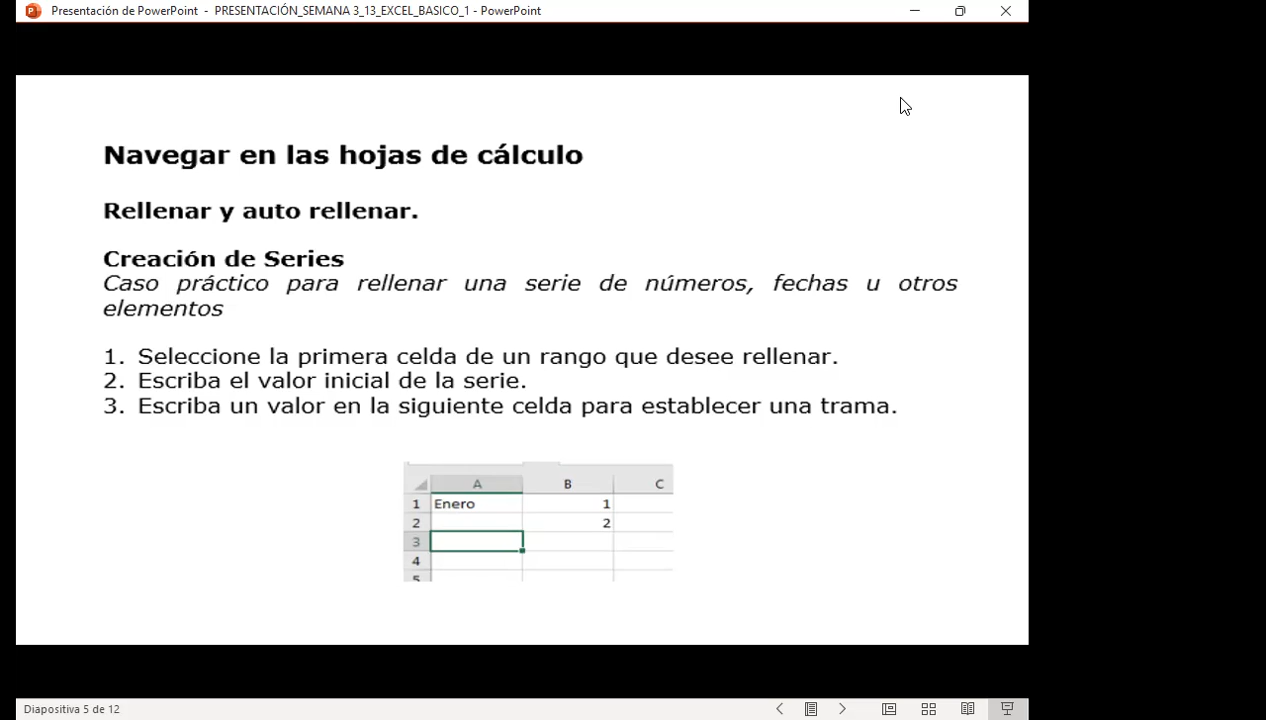 Presentación de PowerPoint - PRESENTACIÓN_SEMANA 3_13_EXCEL_BASICO_1 - PowerPoint
Navegar en las hojas de cálculo
Rellenar y auto rellenar.
Creación de Series
Caso práctico para rellenar una serie de números, fechas u otros
elementos
1. Seleccione la primera celda de un rango que desee rellenar.
2. Escriba el valor inicial de la serie.
3. Escriba un valor en la siguiente celda para establecer una trama.
A B C
1 Enero 1
2 2
3
4
5
Diapositiva 5 de 12